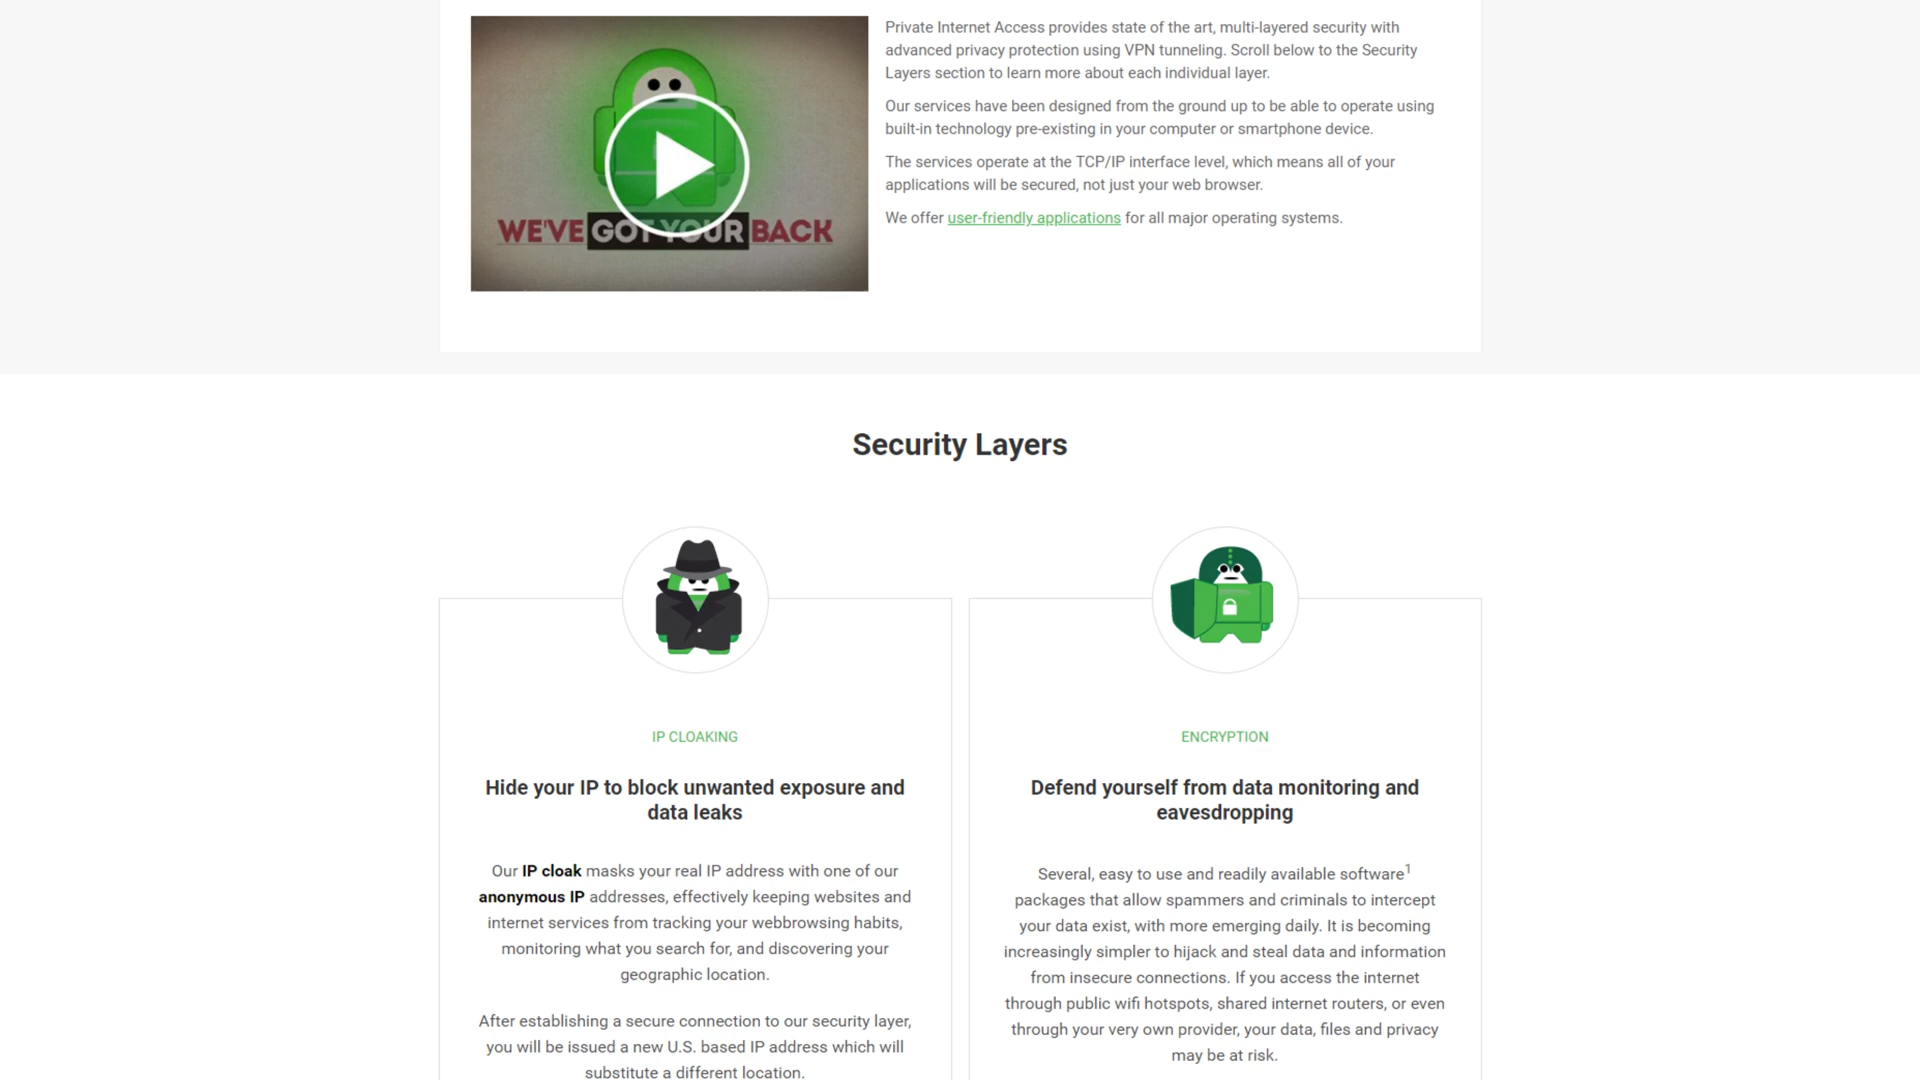 Private Internet Access provides state of the art, multi-layered security with
advanced privacy protection using VPN tunneling. Scroll below to the Security
Layers section to learn more about each individual layer.
Our services have been designed from the ground up to be able to operate using
built-in technology pre-existing in your computer or smartphone device.
The services operate at the TCP/IP interface level, which means all of your
applications will be secured, not just your web browser.
We offer user-friendly applications for all major operating systems.
WE'VE GOT YOUR BACK
Security Layers
IP CLOAKING
Hide your IP to block unwanted exposure and
data leaks
Our IP cloak masks your real IP address with one of our
anonymous IP addresses, effectively keeping websites and
internet services from tracking your webbrowsing habits,
monitoring what you search for, and discovering your
geographic location.
After establishing a secure connection to our security layer,
you will be issued a new U.S. based IP address which will
substitute a different location.
ENCRYPTION
Defend yourself from data monitoring and
eavesdropping
Several, easy to use and readily available software1
packages that allow spammers and criminals to intercept
your data exist, with more emerging daily. It is becoming
increasingly simpler to hijack and steal data and information
from insecure connections. If you access the internet
through public wifi hotspots, shared internet routers, or even
through your very own provider, your data, files and privacy
may be at risk.